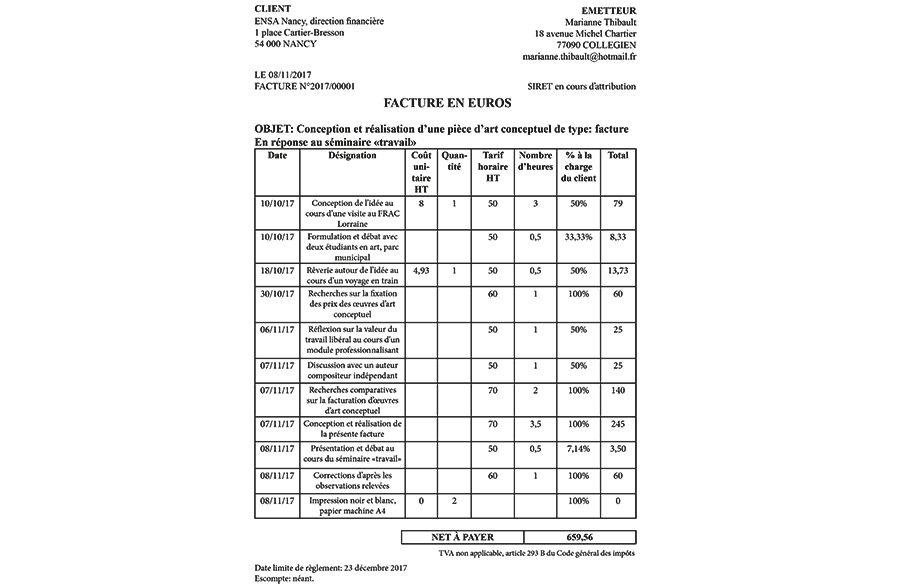 CLIENT
ENSA Nancy, direction financière
1 place Cartier-Bresson
54 000 NANCY
EMETTEUR
Marianne Thibault
18 avenue Michel Chartier
77090 COLLEGIEN
marianne.thibault@hotmail.fr
LE 08/11/2017
FACTURE N°2017/00001
SIRET en cours d'attribution
FACTURE EN EUROS
OBJET: Conception et réalisation d'une pièce d'art conceptuel de type: facture
En réponse au séminaire «travail»
Date Désignation Coût unitaire HT Quan-tité Tarif horaire HT Nombre d'heures % à la charge du client Total
10/10/17 Conception de l'idée au cours d'une visite au FRAC Lorraine 8 1 50 3 50% 79
10/10/17 Formulation et débat avec deux étudiants en art, parc municipal 50 0,5 33,33% 8,33
18/10/17 Rêverie autour de l'idée au cours d'un voyage en train 4,93 1 50 0,5 50% 13,73
30/10/17 Recherches sur la fixation des prix des œuvres d'art conceptuel 60 1 100% 60
06/11/17 Réflexion sur la valeur du travail libéral au cours d'un module professionnalisant 50 1 50% 25
07/11/17 Discussion avec un auteur compositeur indépendant 50 1 50% 25
07/11/17 Recherches comparatives sur la facturation d'œuvres d'art conceptuel 70 2 100% 140
07/11/17 Conception et réalisation de la présente facture 70 3,5 100% 245
08/11/17 Présentation et débat au cours du séminaire «travail» 50 0,5 7,14% 3,50
08/11/17 Corrections d'après les observations relevées 60 1 100% 60
08/11/17 Impression noir et blanc, papier machine A4 0 2 100% 0
NET À PAYER 659,56
TVA non applicable, article 293 B du Code général des impôts
Date limite de règlement: 23 décembre 2017
Escompte: néant.